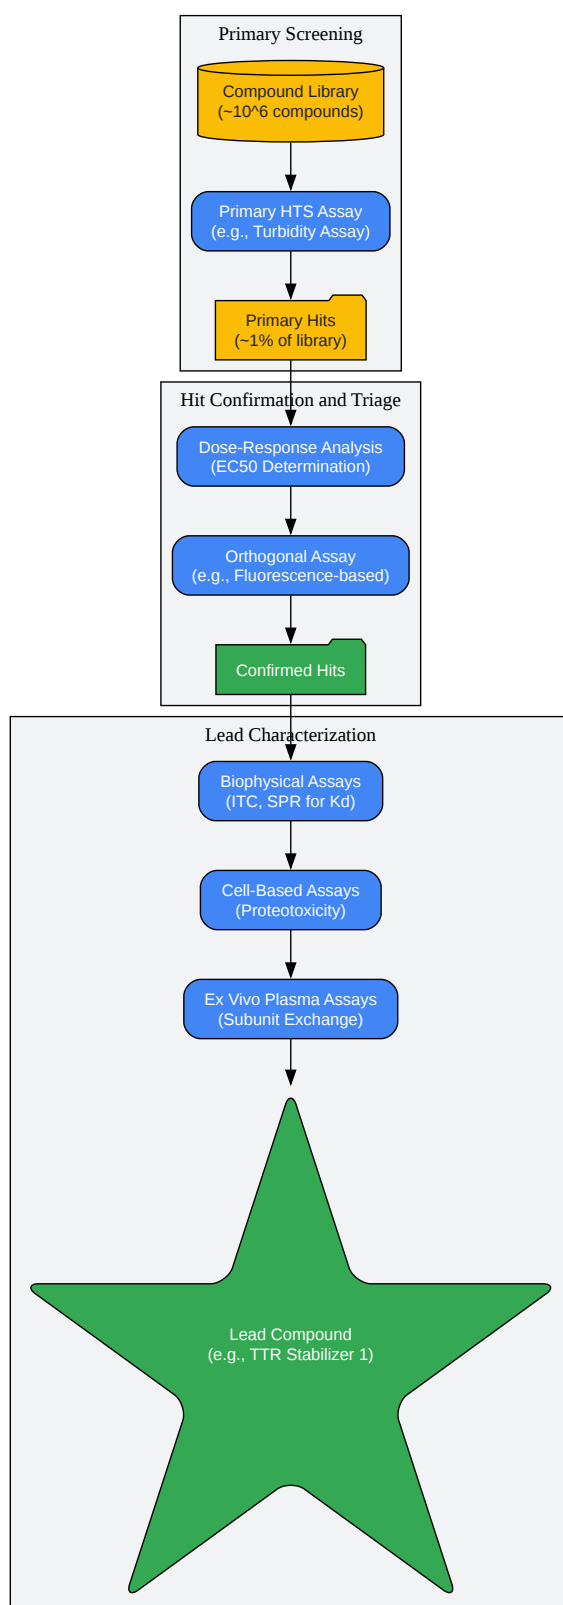 Primary Screening
Compound Library
(~10^6 compounds)
Primary HTS Assay
(e.g., Turbidity Assay)
Primary Hits
(~1% of library)
Hit Confirmation and Triage
Dose-Response Analysis
(EC50 Determination)
Orthogonal Assay
(e.g., Fluorescence-based)
Confirmed Hits
Lead Characterization
Biophysical Assays
(ITC, SPR for Kd)
Cell-Based Assays
(Proteotoxicity)
Ex Vivo Plasma Assays
(Subunit Exchange)
Lead Compound
(e.g., TTR Stabilizer 1)